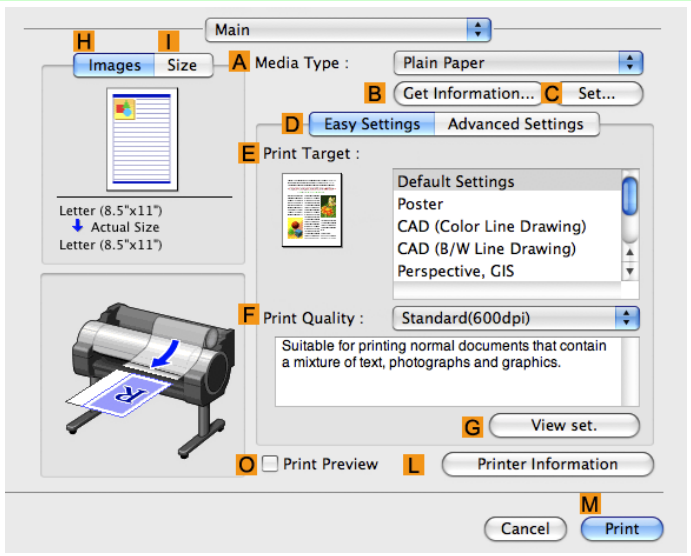 Main
H I
Images Size
A Media Type : Plain Paper
B Get Information... C Set...
D Easy Settings Advanced Settings
E Print Target :
Default Settings
Poster
CAD (Color Line Drawing)
CAD (B/W Line Drawing)
Perspective, GIS
Letter (8.5"x11")
Actual Size
Letter (8.5"x11")
F Print Quality : Standard(600dpi)
Suitable for printing normal documents that contain
a mixture of text, photographs and graphics.
R
G View set.
O Print Preview L Printer Information
M
Cancel Print